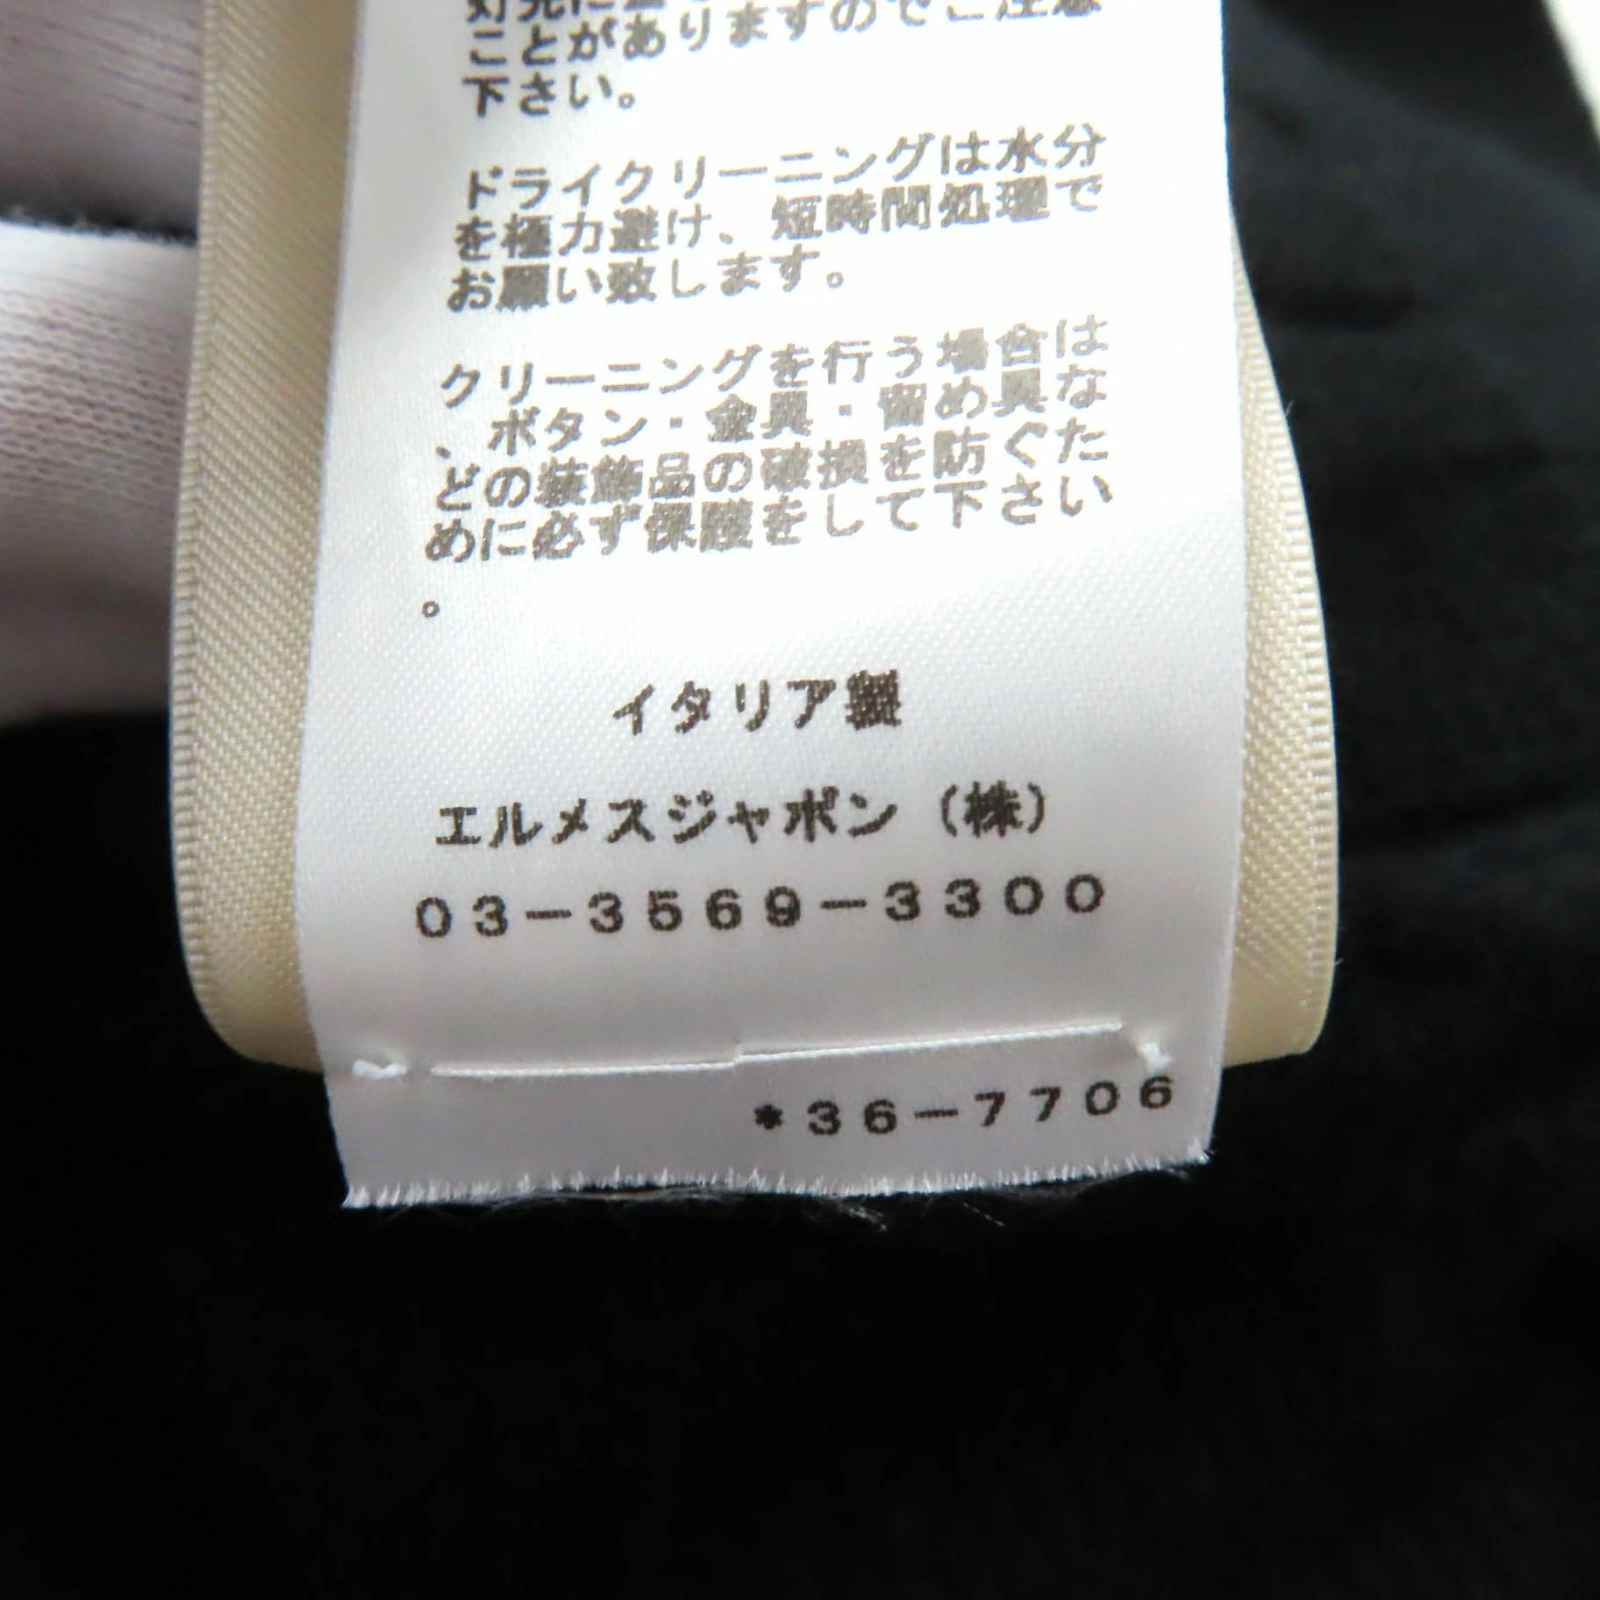 ことがありますのでご注意
下さい。
ドライクリーニングは水分
を極力避け、短時間処理で
お願い致します。
クリーニングを行う場合は
、ボタン・金具・留め具な
どの装飾品の破損を防ぐた
めに必ず保護をして下さい
。
イタリア製
エルメスジャポン（株）
03-3569-3300
*36-7706